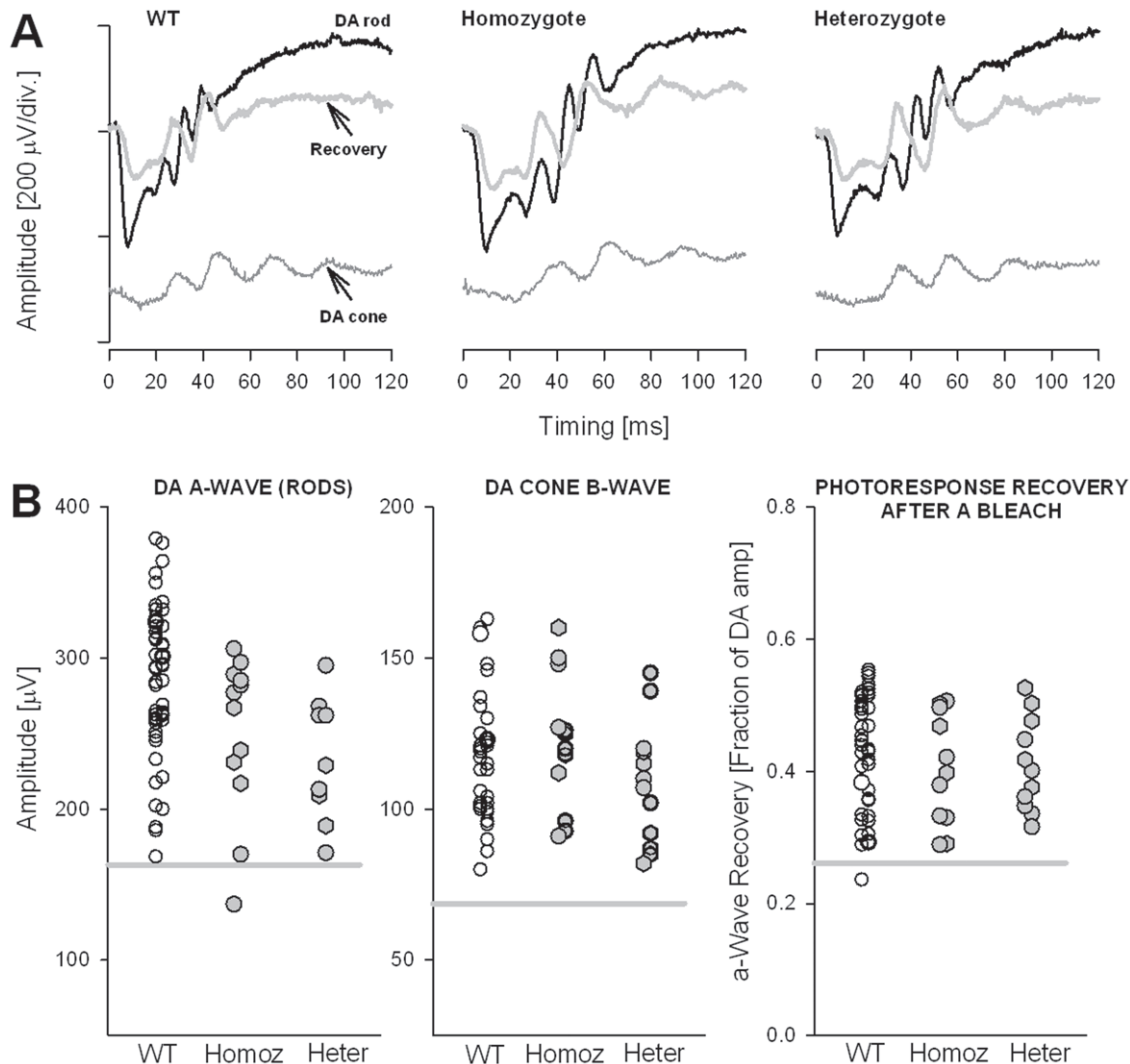 A
WT
DA rod
Homozygote
Heterozygote
Recovery
DA cone
Amplitude [200 µV/div.]
0 20 40 60 80 100 120
0 20 40 60 80 100 120
0 20 40 60 80 100 120
Timing [ms]
B
DA A-WAVE (RODS)
DA CONE B-WAVE
PHOTORESPONSE RECOVERY
AFTER A BLEACH
Amplitude [µV]
400
300
200
100
200
150
100
50
a-Wave Recovery [Fraction of DA amp]
0.8
0.6
0.4
0.2
0.0
WT Homoz Heter
WT Homoz Heter
WT Homoz Heter